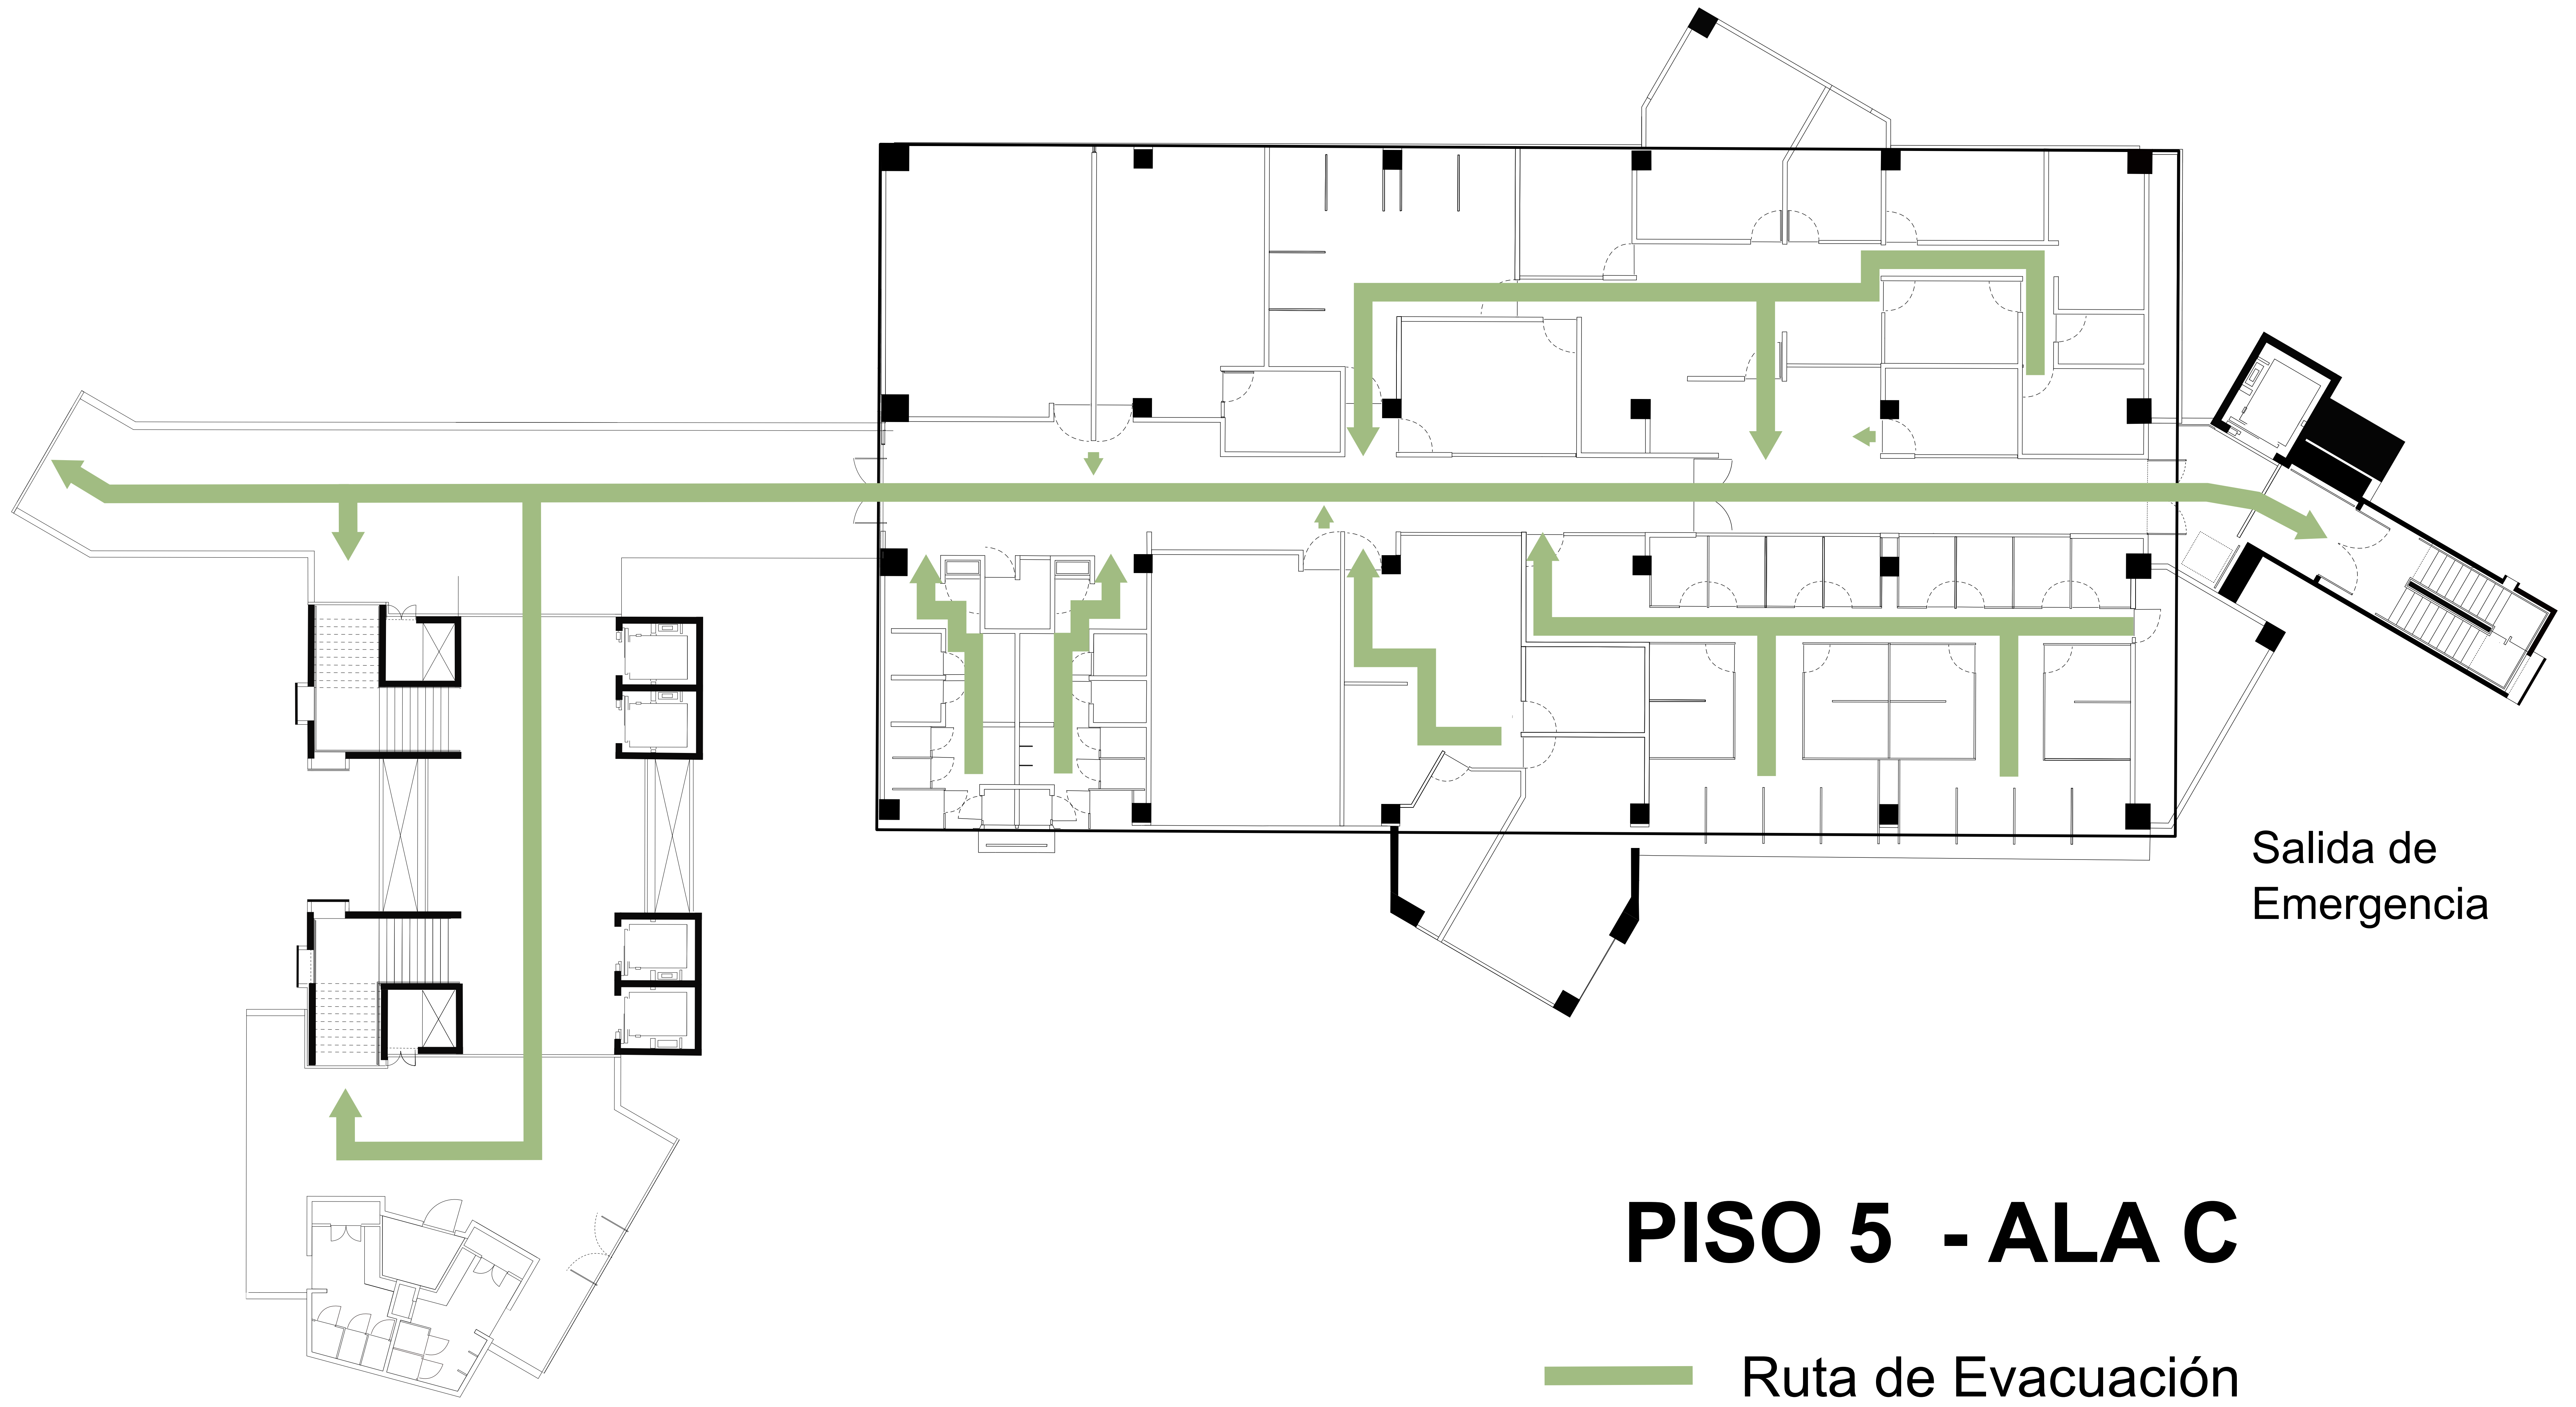 Salida de
Emergencia
PISO 5 - ALA C
Ruta de Evacuación